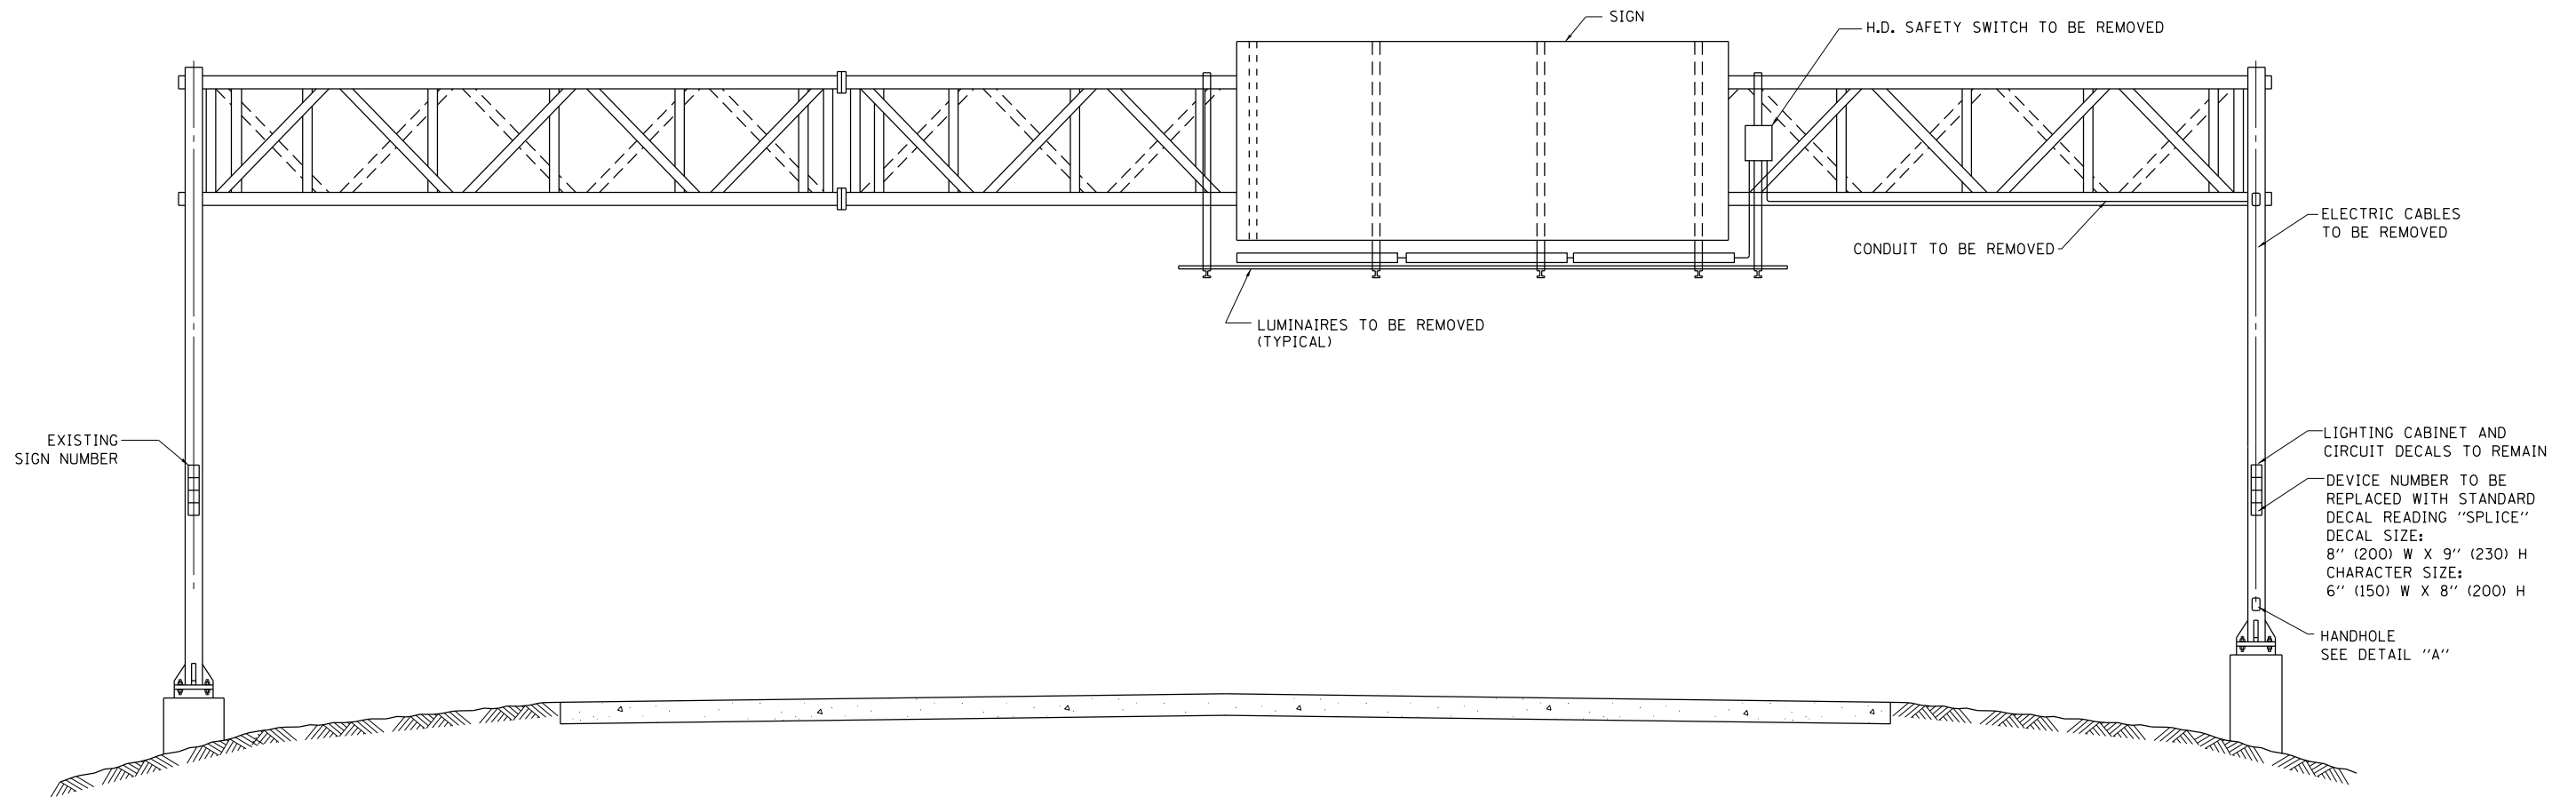 SIGN
H.D. SAFETY SWITCH TO BE REMOVED
ELECTRIC CABLES
TO BE REMOVED
CONDUIT TO BE REMOVED
LUMINAIRES TO BE REMOVED
(TYPICAL)
EXISTING
SIGN NUMBER
LIGHTING CABINET AND
CIRCUIT DECALS TO REMAIN
DEVICE NUMBER TO BE
REPLACED WITH STANDARD
DECAL READING "SPLICE"
DECAL SIZE:
8" (200) W X 9" (230) H
CHARACTER SIZE:
6" (150) W X 8" (200) H
HANDHOLE
SEE DETAIL "A"